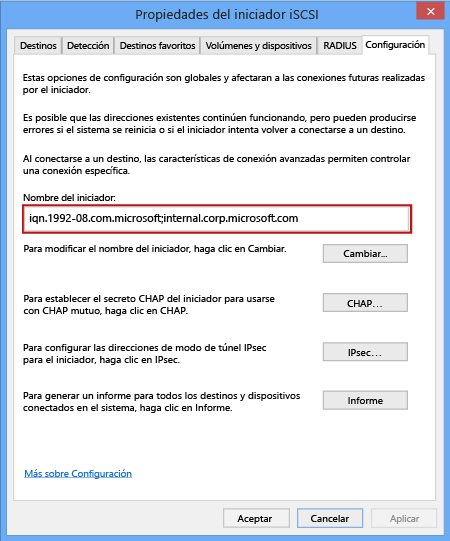 Propiedades del iniciador iSCSI
Destinos
Detección
Destinos favoritos
Volúmenes y dispositivos
RADIUS
Configuración
Estas opciones de configuración son globales y afectaran a las conexiones futuras realizadas
por el iniciador.
Es posible que las direcciones existentes continúen funcionando, pero pueden producirse
errores si el sistema se reinicia o si el iniciador intenta volver a conectarse a un destino.
Al conectarse a un destino, las características de conexión avanzadas permiten controlar
una conexión específica.
Nombre del iniciador:
iqn.1992-08.com.microsoft;internal.corp.microsoft.com
Para modificar el nombre del iniciador, haga clic en Cambiar.
Cambiar...
Para establecer el secreto CHAP del iniciador para usarse
con CHAP mutuo, haga clic en CHAP.
CHAP...
Para configurar las direcciones de modo de túnel IPsec
para el iniciador, haga clic en IPsec.
IPsec...
Para generar un informe para todos los destinos y dispositivos
conectados en el sistema, haga clic en Informe.
Informe
Más sobre Configuración
Aceptar
Cancelar
Aplicar